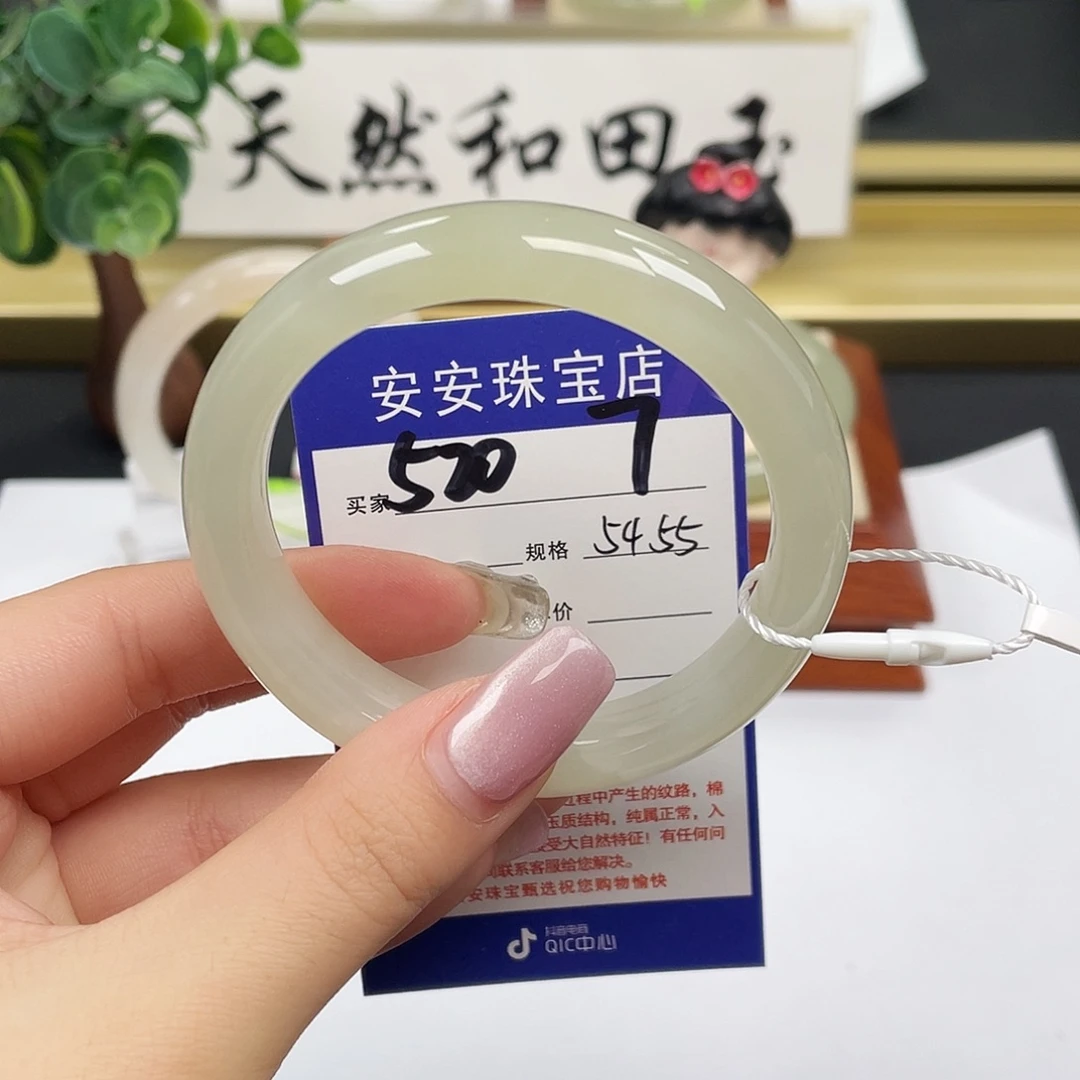 天然和田玉
安安珠宝店
买家 520 7
规格 54.55
价
过程中产生的纹路，棉
玉质结构，纯属正常，入
受大自然特征！有任何问
联系客服给您解决。
安珠宝甄选祝您购物愉快
抖音电商
QIC中心